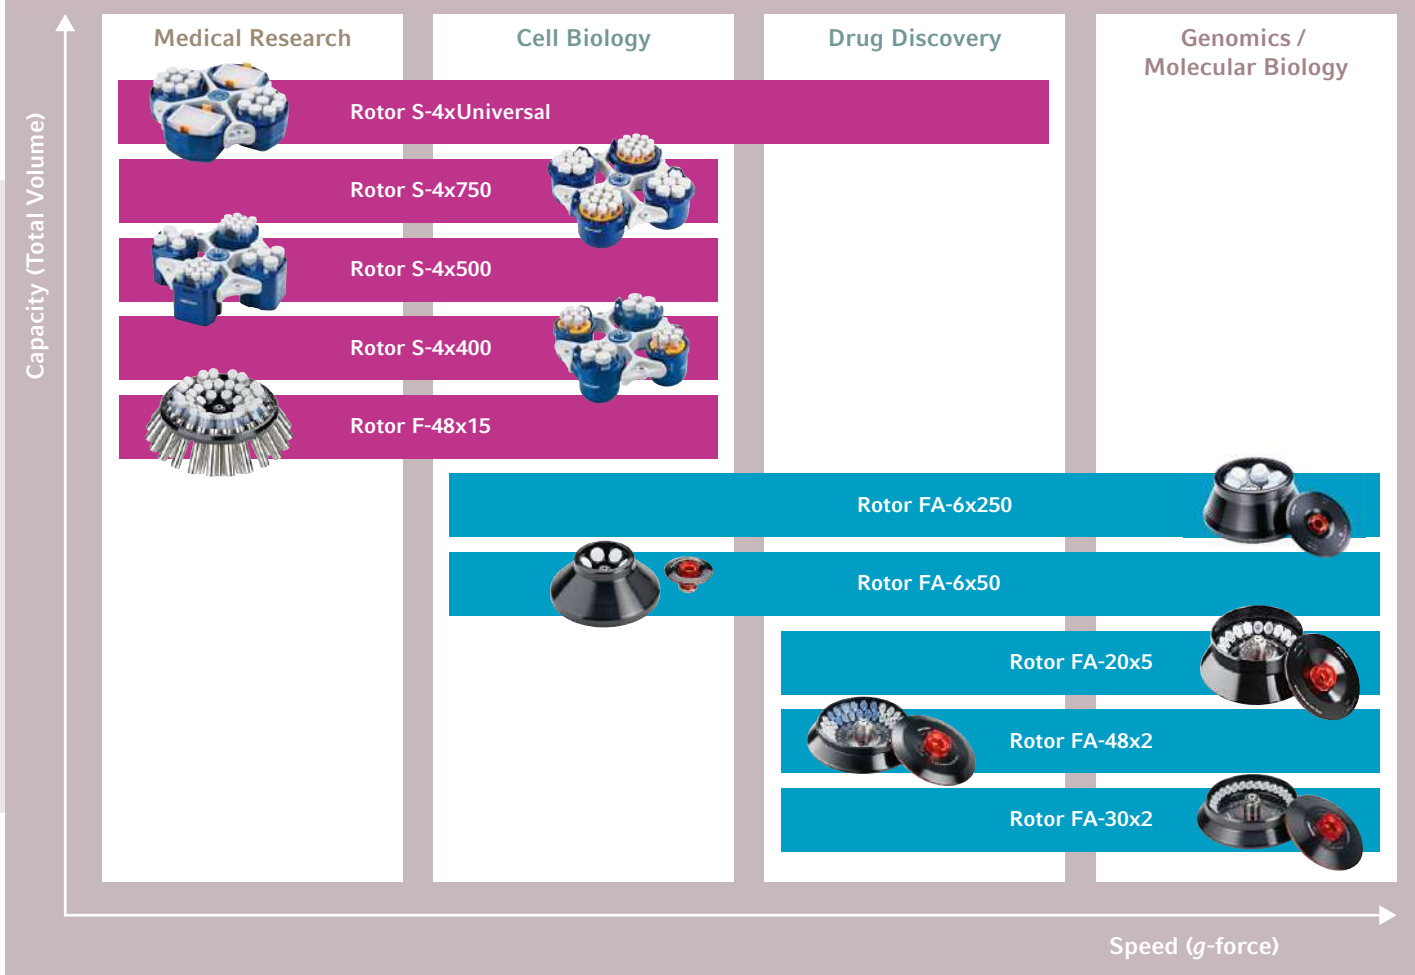 Medical Research
Cell Biology
Drug Discovery
Genomics /
Molecular Biology
Capacity (Total Volume)
Rotor S-4xUniversal
Rotor S-4x750
Rotor S-4x500
Rotor S-4x400
Rotor F-48x15
Rotor FA-6x250
Rotor FA-6x50
Rotor FA-20x5
Rotor FA-48x2
Rotor FA-30x2
Speed (g-force)